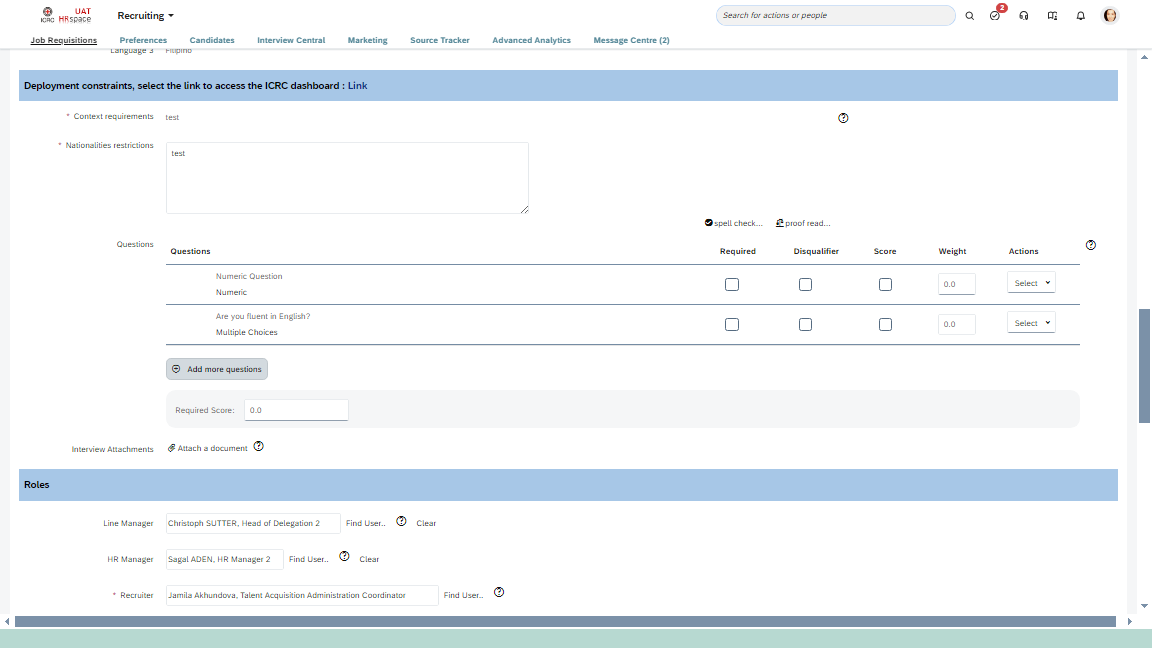 ICRC UAT HRspace
Recruiting
Search for actions or people
2
Job Requisitions Preferences Candidates Interview Central Marketing Source Tracker Advanced Analytics Message Centre (2)
Language 3 Filipino
Deployment constraints, select the link to access the ICRC dashboard : Link
* Context requirements test
* Nationalities restrictions test
spell check... proof read...
Questions
Questions Required Disqualifier Score Weight Actions
Numeric Question
Numeric
0.0 Select
Are you fluent in English?
Multiple Choices
0.0 Select
Add more questions
Required Score: 0.0
Interview Attachments Attach a document
Roles
Line Manager Christoph SUTTER, Head of Delegation 2 Find User.. Clear
HR Manager Sagal ADEN, HR Manager 2 Find User.. Clear
* Recruiter Jamila Akhundova, Talent Acquisition Administration Coordinator Find User..